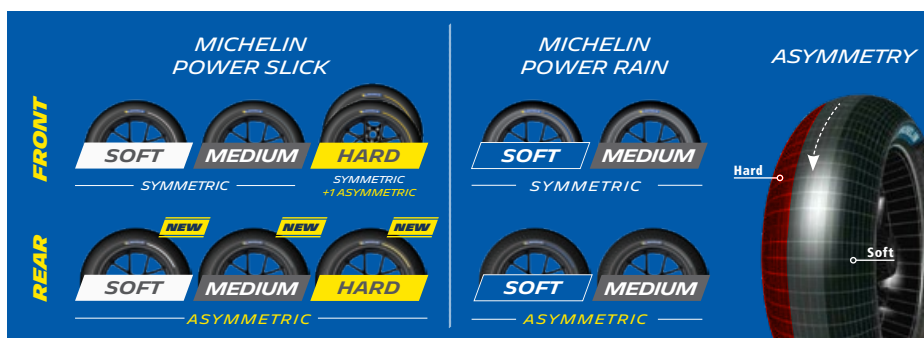 MICHELIN
POWER SLICK
MICHELIN
POWER RAIN
ASYMMETRY
FRONT
SOFT
MEDIUM
HARD
SYMMETRIC
SYMMETRIC
+1 ASYMMETRIC
SOFT
MEDIUM
SYMMETRIC
Hard
Soft
REAR
NEW
NEW
NEW
SOFT
MEDIUM
HARD
ASYMMETRIC
SOFT
MEDIUM
ASYMMETRIC